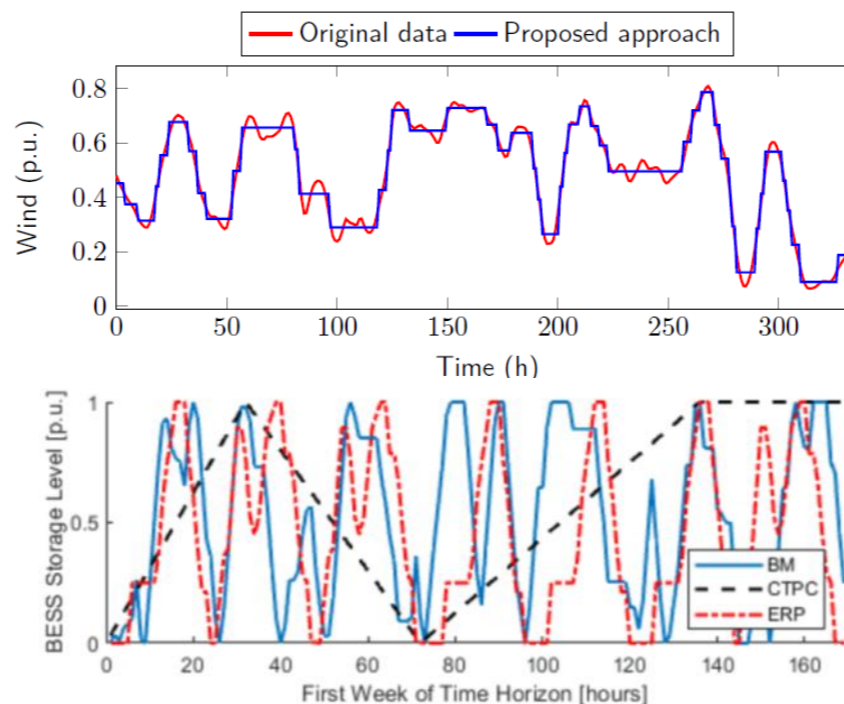 Original data Proposed approach
0.8
0.6
0.4
0.2
0
Wind (p.u.)
0 50 100 150 200 250 300
Time (h)
1
0.5
0
BESS Storage Level [p.u.]
BM
CTPC
ERP
0 20 40 60 80 100 120 140 160
First Week of Time Horizon [hours]